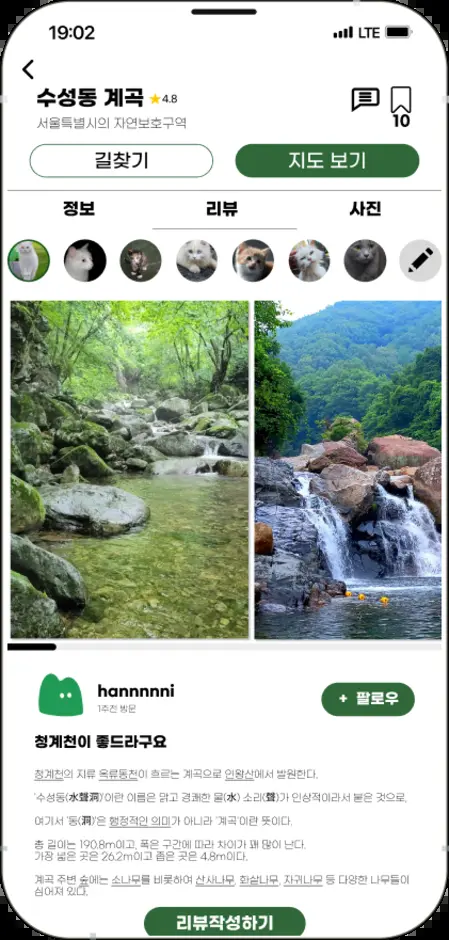 19:02
LTE
수성동 계곡 ★4.8
서울특별시의 자연보호구역
10
길찾기
지도 보기
정보
리뷰
사진
hannnnni
1주전 방문
+ 팔로우
청계천이 좋드라구요
청계천의 지류 옥류동천이 흐르는 계곡으로 인왕산에서 발원한다.
'수성동(水聲洞)'이란 이름은 맑고 경쾌한 물(水) 소리(聲)가 인상적이라서 붙은 것으로,
여기서 '동(洞)'은 행정적인 의미가 아니라 '계곡'이란 뜻이다.
총 길이는 190.8m이고, 폭은 구간에 따라 차이가 꽤 많이 난다.
가장 넓은 곳은 26.2m이고 좁은 곳은 4.8m이다.
계곡 주변 숲에는 소나무를 비롯하여 산사나무, 화살나무, 자귀나무 등 다양한 나무들이
심어져 있다.
리뷰작성하기